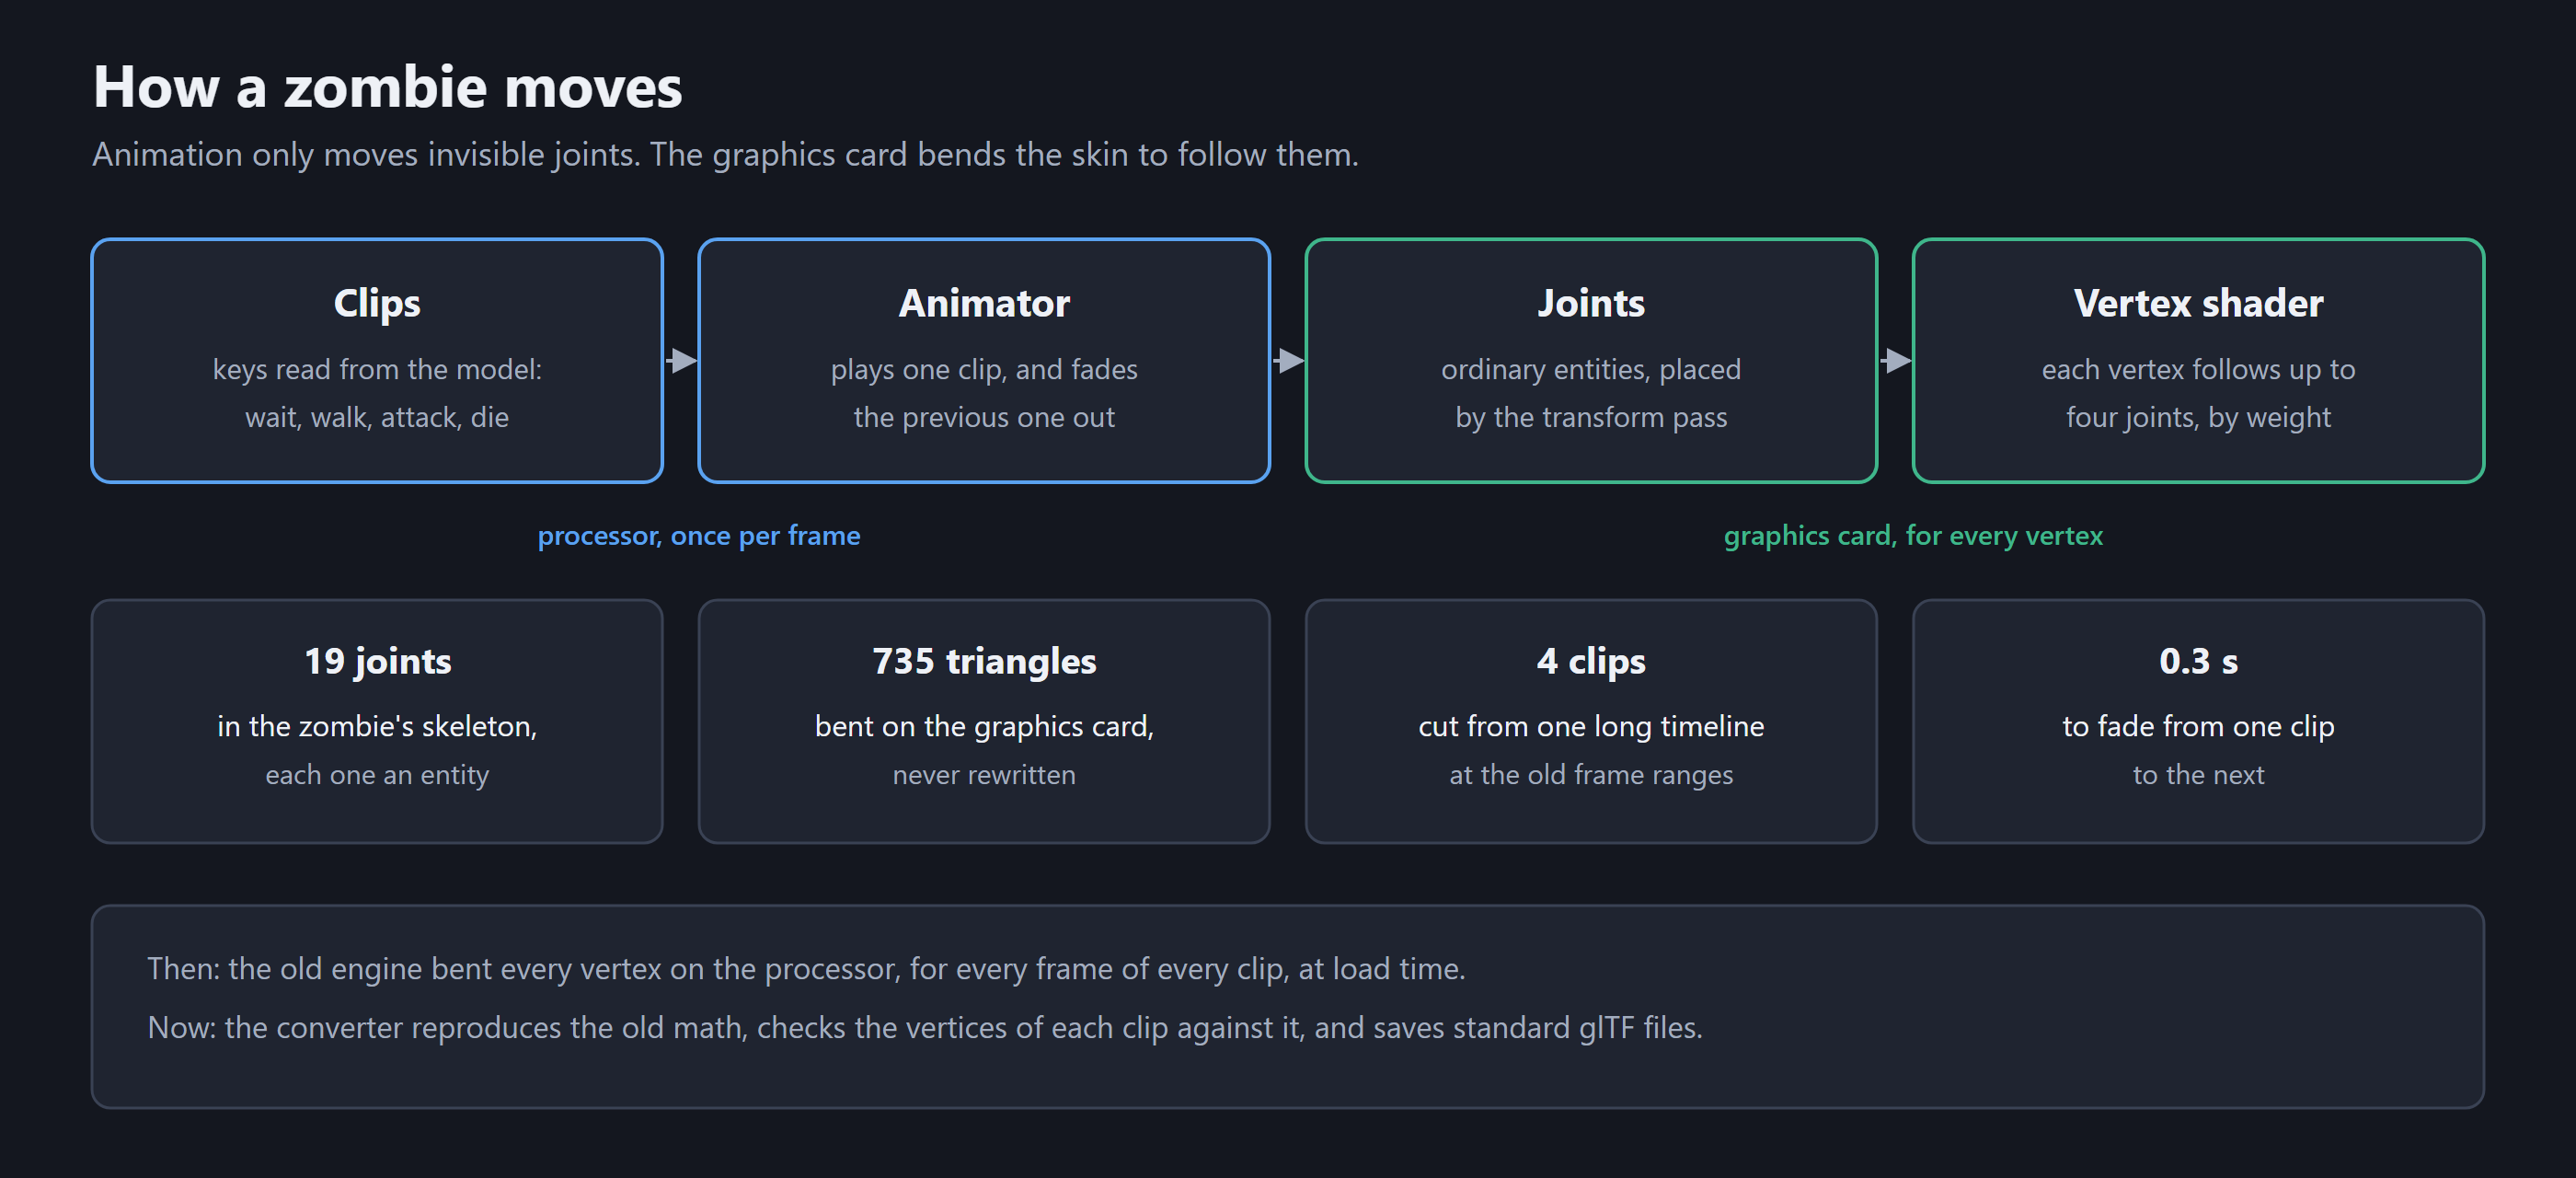 How a zombie moves
Animation only moves invisible joints. The graphics card bends the skin to follow them.
Clips
keys read from the model:
wait, walk, attack, die
Animator
plays one clip, and fades
the previous one out
Joints
ordinary entities, placed
by the transform pass
Vertex shader
each vertex follows up to
four joints, by weight
processor, once per frame
graphics card, for every vertex
19 joints
in the zombie's skeleton,
each one an entity
735 triangles
bent on the graphics card,
never rewritten
4 clips
cut from one long timeline
at the old frame ranges
0.3 s
to fade from one clip
to the next
Then: the old engine bent every vertex on the processor, for every frame of every clip, at load time.
Now: the converter reproduces the old math, checks the vertices of each clip against it, and saves standard glTF files.